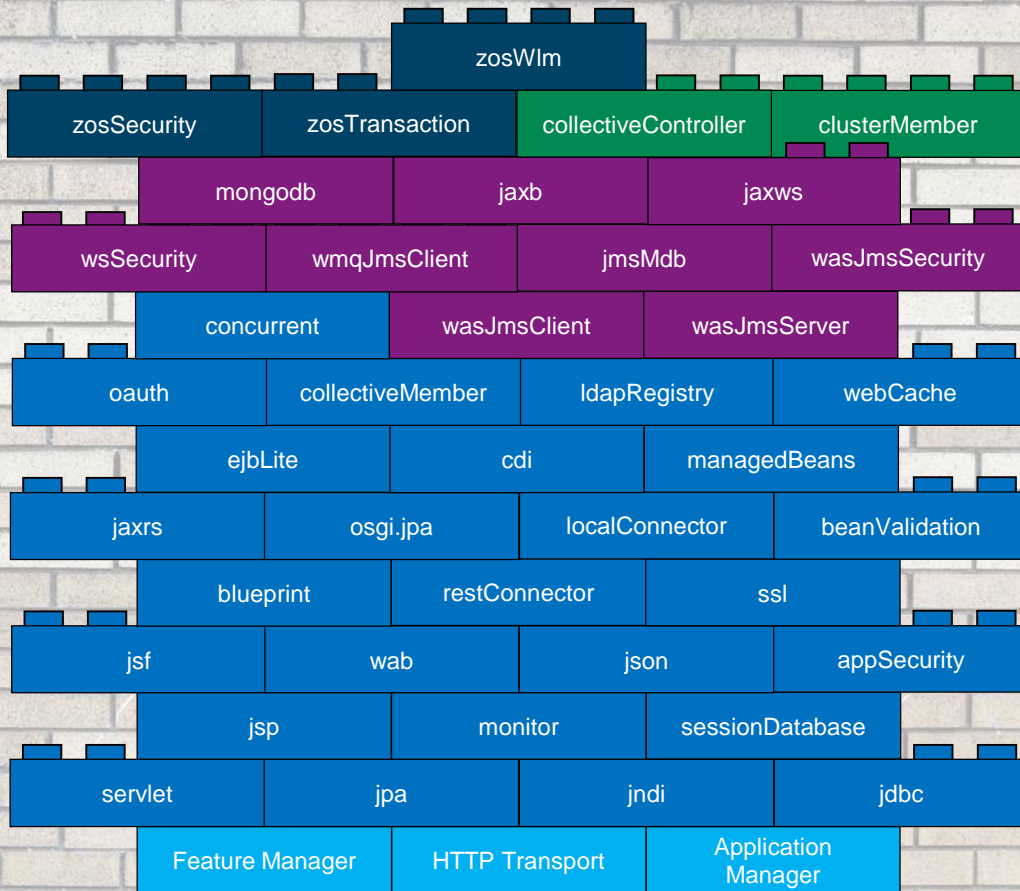 zosWlm
zosSecurity zosTransaction collectiveController clusterMember
mongodb jaxb jaxws
wsSecurity wmqJmsClient jmsMdb wasJmsSecurity
concurrent wasJmsClient wasJmsServer
oauth collectiveMember ldapRegistry webCache
ejbLite cdi managedBeans
jaxrs osgi.jpa localConnector beanValidation
blueprint restConnector ssl
jsf wab json appSecurity
jsp monitor sessionDatabase
servlet jpa jndi jdbc
Feature Manager HTTP Transport Application
Manager